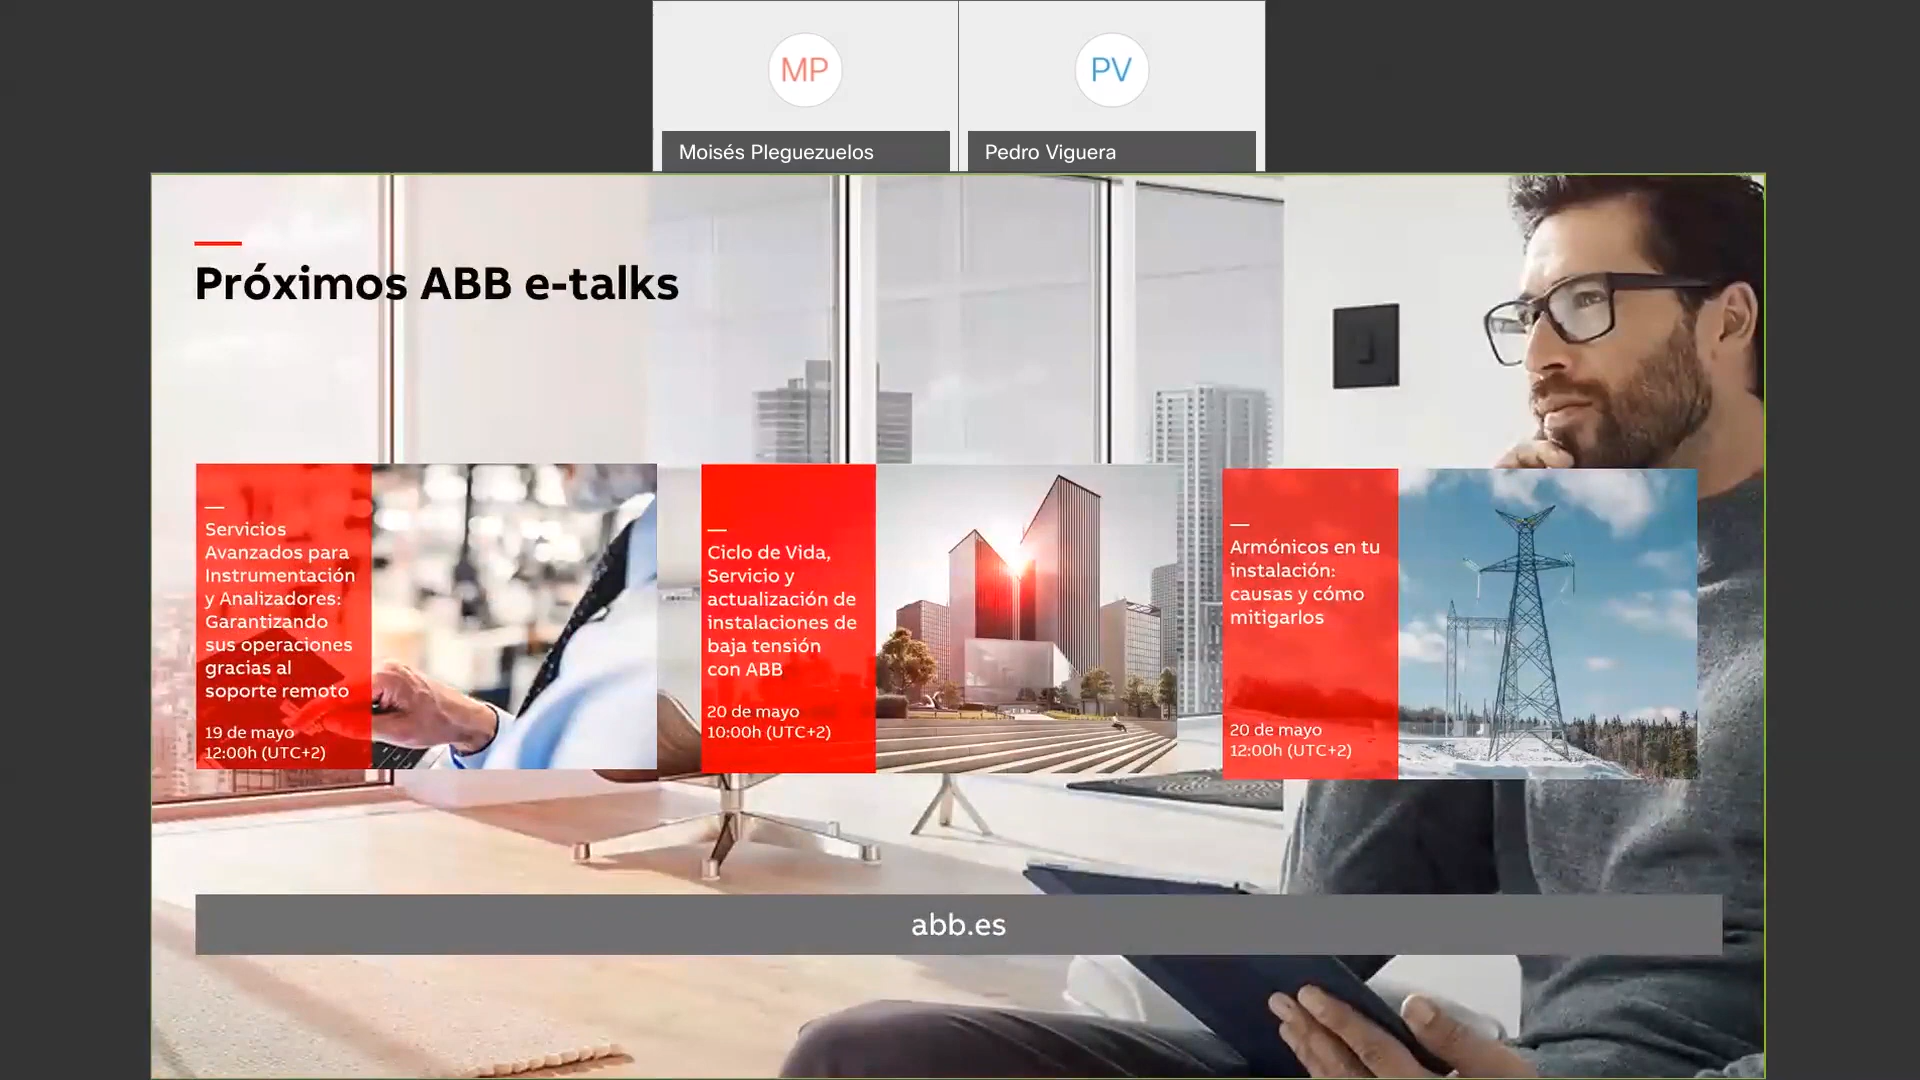 MP
PV
Moisés Pleguezuelos
Pedro Viguera
Próximos ABB e-talks
Servicios
Avanzados para
Instrumentación
y Analizadores:
Garantizando
sus operaciones
gracias al
soporte remoto
19 de mayo
12:00h (UTC+2)
Ciclo de Vida,
Servicio y
actualización de
instalaciones de
baja tensión
con ABB
20 de mayo
10:00h (UTC+2)
Armónicos en tu
instalación:
causas y cómo
mitigarlos
20 de mayo
12:00h (UTC+2)
abb.es